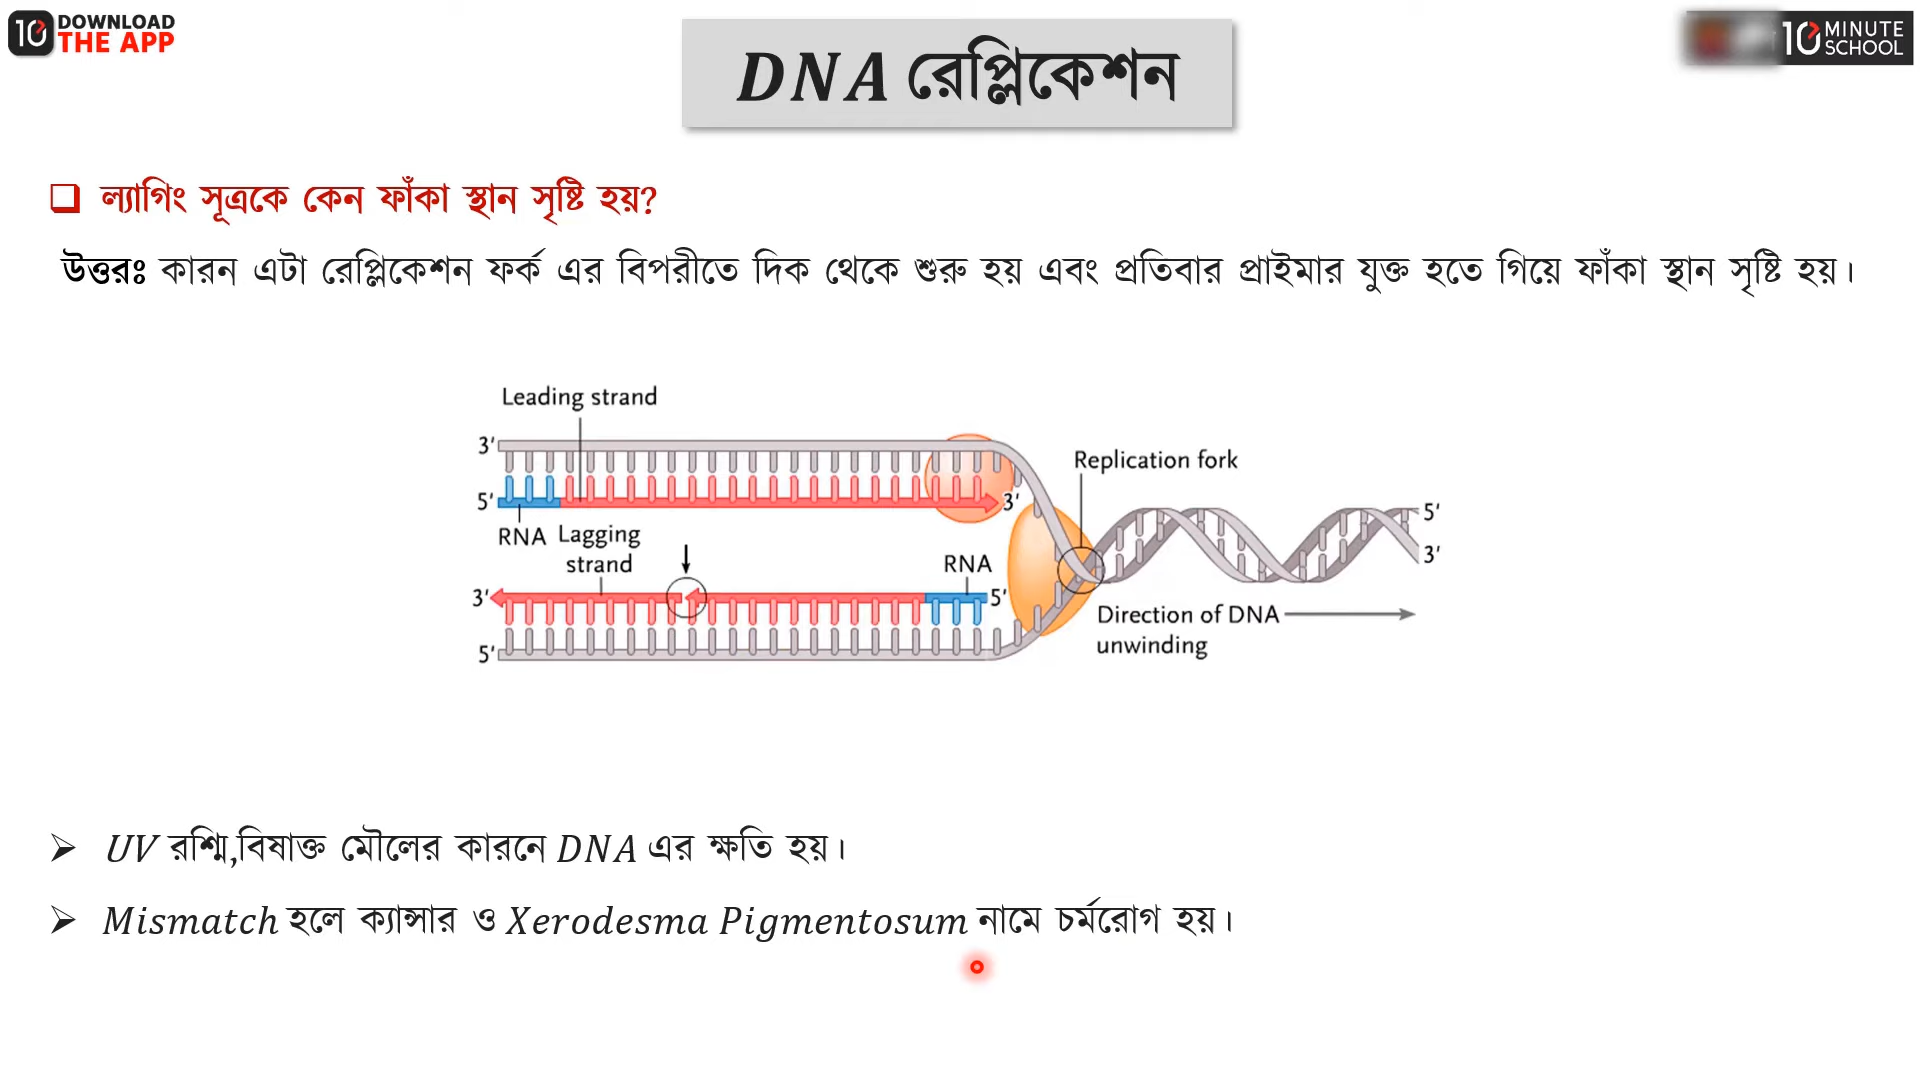 10 DOWNLOAD
THE APP
10 MINUTE
SCHOOL
DNA রেপ্লিকেশন
ল্যাগিং সূত্রকে কেন ফাঁকা স্থান সৃষ্টি হয়?
উত্তরঃ কারন এটা রেপ্লিকেশন ফর্ক এর বিপরীতে দিক থেকে শুরু হয় এবং প্রতিবার প্রাইমার যুক্ত হতে গিয়ে ফাঁকা স্থান সৃষ্টি হয়।
Leading strand
3'
Replication fork
5'
3'
5'
RNA
Lagging
strand
RNA
3'
3'
5'
Direction of DNA
unwinding
5'
UV রশ্মি,বিষাক্ত মৌলের কারনে DNA এর ক্ষতি হয়।
Mismatch হলে ক্যান্সার ও Xerodesma Pigmentosum নামে চর্মরোগ হয়।